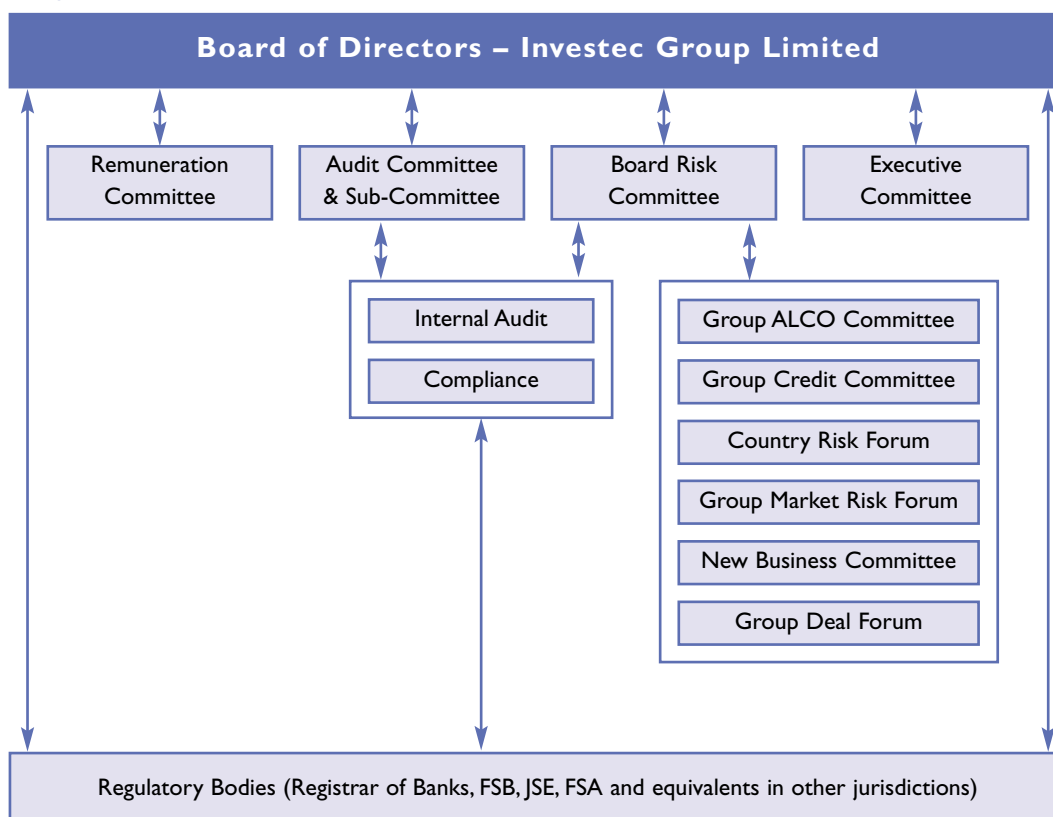 Board of Directors – Investec Group Limited
Remuneration
Committee
Audit Committee
& Sub-Committee
Board Risk
Committee
Executive
Committee
Internal Audit
Compliance
Group ALCO Committee
Group Credit Committee
Country Risk Forum
Group Market Risk Forum
New Business Committee
Group Deal Forum
Regulatory Bodies (Registrar of Banks, FSB, JSE, FSA and equivalents in other jurisdictions)